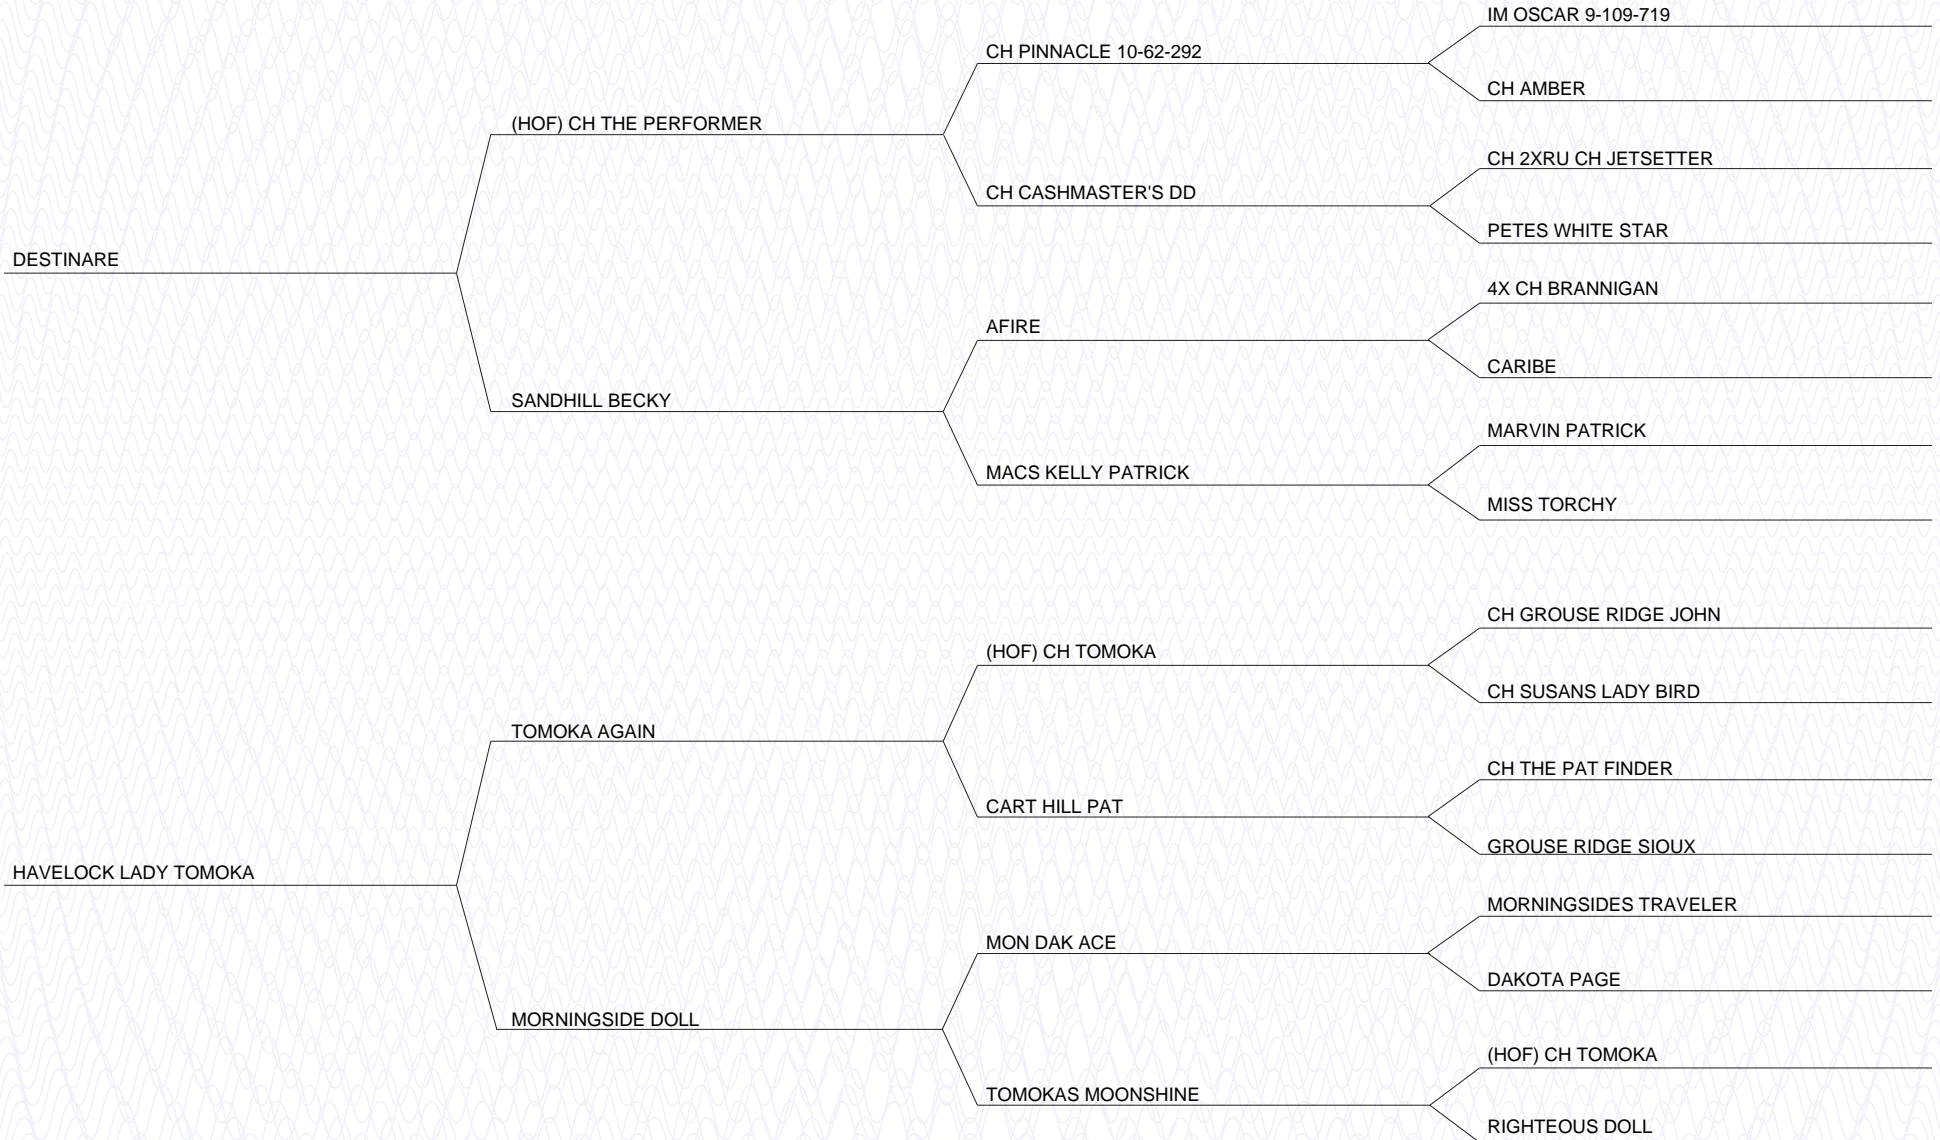 IM OSCAR 9-109-719
CH PINNACLE 10-62-292
CH AMBER
(HOF) CH THE PERFORMER
CH 2XRU CH JETSETTER
CH CASHMASTER'S DD
PETES WHITE STAR
DESTINARE
4X CH BRANNIGAN
AFIRE
CARIBE
SANDHILL BECKY
MARVIN PATRICK
MACS KELLY PATRICK
MISS TORCHY
CH GROUSE RIDGE JOHN
(HOF) CH TOMOKA
CH SUSANS LADY BIRD
TOMOKA AGAIN
CH THE PAT FINDER
CART HILL PAT
GROUSE RIDGE SIOUX
HAVELOCK LADY TOMOKA
MORNINGSIDES TRAVELER
MON DAK ACE
DAKOTA PAGE
MORNINGSIDE DOLL
(HOF) CH TOMOKA
TOMOKAS MOONSHINE
RIGHTEOUS DOLL